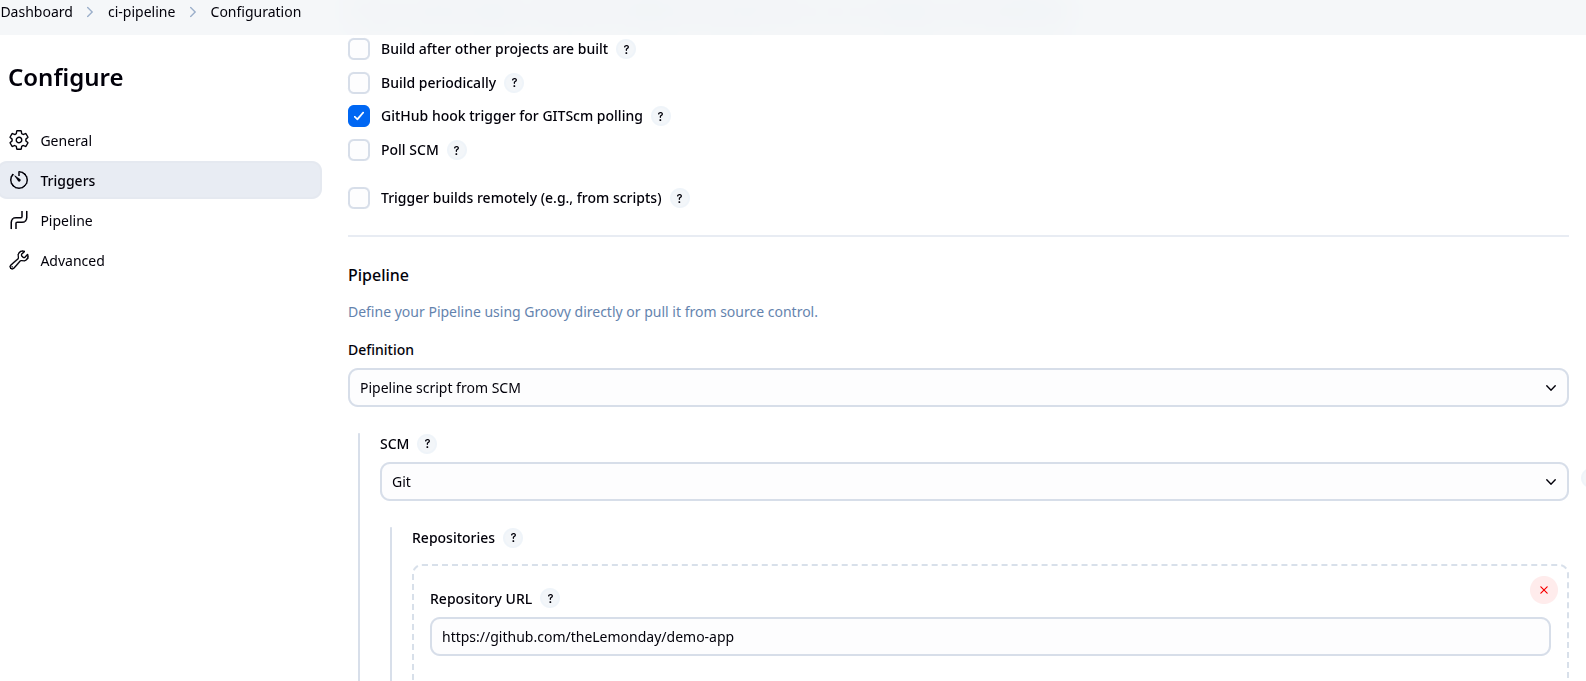 Dashboard > ci-pipeline > Configuration
Configure
General
Triggers
Pipeline
Advanced
Build after other projects are built ?
Build periodically ?
GitHub hook trigger for GITScm polling ?
Poll SCM ?
Trigger builds remotely (e.g., from scripts) ?
Pipeline
Define your Pipeline using Groovy directly or pull it from source control.
Definition
Pipeline script from SCM
SCM ?
Git
Repositories ?
Repository URL ?
https://github.com/theLemonday/demo-app